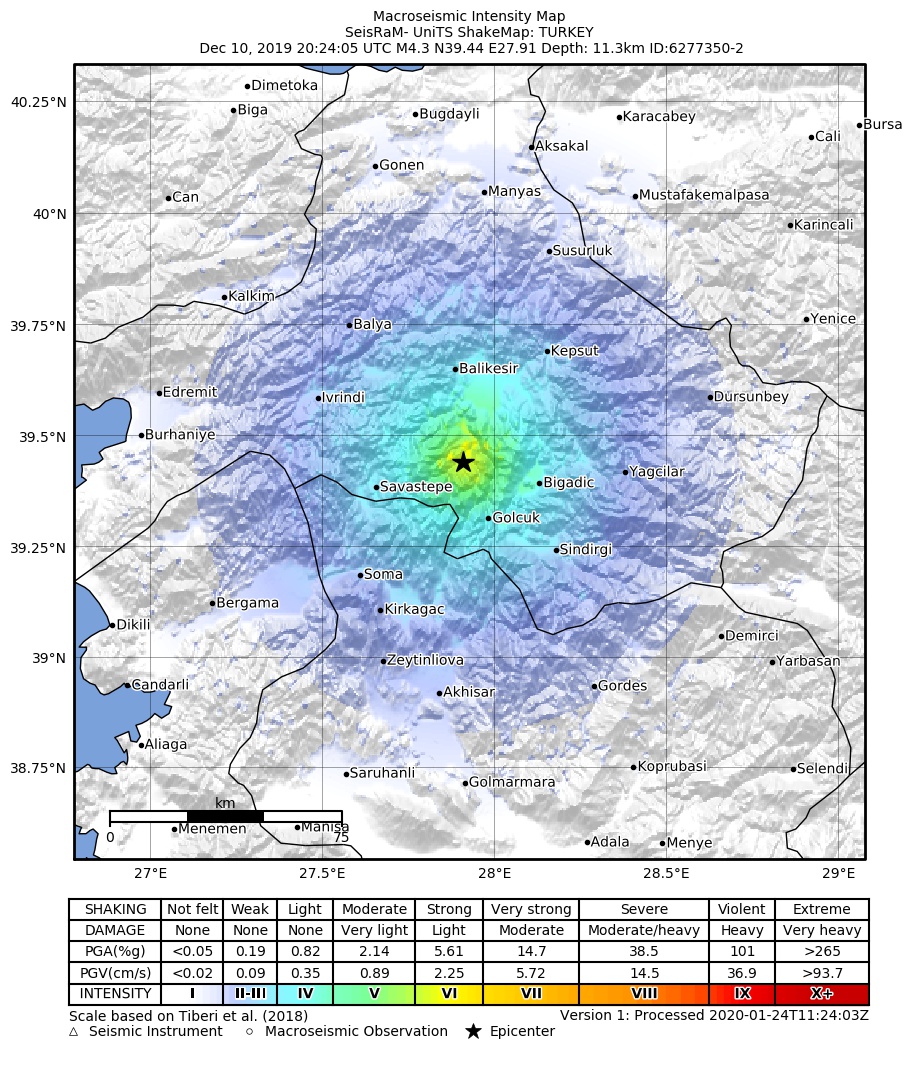 Macroseismic Intensity Map
SeisRaM- UniTS ShakeMap: TURKEY
Dec 10, 2019 20:24:05 UTC M4.3 N39.44 E27.91 Depth: 11.3km ID:6277350-2
Dimetoka
40.25°N
Biga
Bugdayli
Karacabey
Bursa
Cali
Aksakal
Gonen
Manyas
Mustafakemalpasa
Can
40°N
Karincali
Susurluk
Kalkim
39.75°N
Balya
Yenice
Kepsut
Balikesir
Edremit
Ivrindi
Dursunbey
39.5°N
Burhaniye
Yagcilar
Savastepe
Bigadic
Golcuk
39.25°N
Sindirgi
Soma
Bergama
Kirkagac
Dikili
Demirci
39°N
Zeytinliova
Yarbasan
Candarli
Akhisar
Gordes
Aliaga
38.75°N
Saruhanli
Golmarmara
Koprubasi
Selendi
km
0
75
Menemen
Manisa
Adala
Menye
27°E 27.5°E 28°E 28.5°E 29°E
SHAKING Not felt Weak Light Moderate Strong Very strong Severe Violent Extreme
DAMAGE None None None Very light Light Moderate Moderate/heavy Heavy Very heavy
PGA(%g) <0.05 0.19 0.82 2.14 5.61 14.7 38.5 101 >265
PGV(cm/s) <0.02 0.09 0.35 0.89 2.25 5.72 14.5 36.9 >93.7
INTENSITY I II-III IV V VI VII VIII IX X+
Scale based on Tiberi et al. (2018) Version 1: Processed 2020-01-24T11:24:03Z
△ Seismic Instrument ○ Macroseismic Observation ★ Epicenter